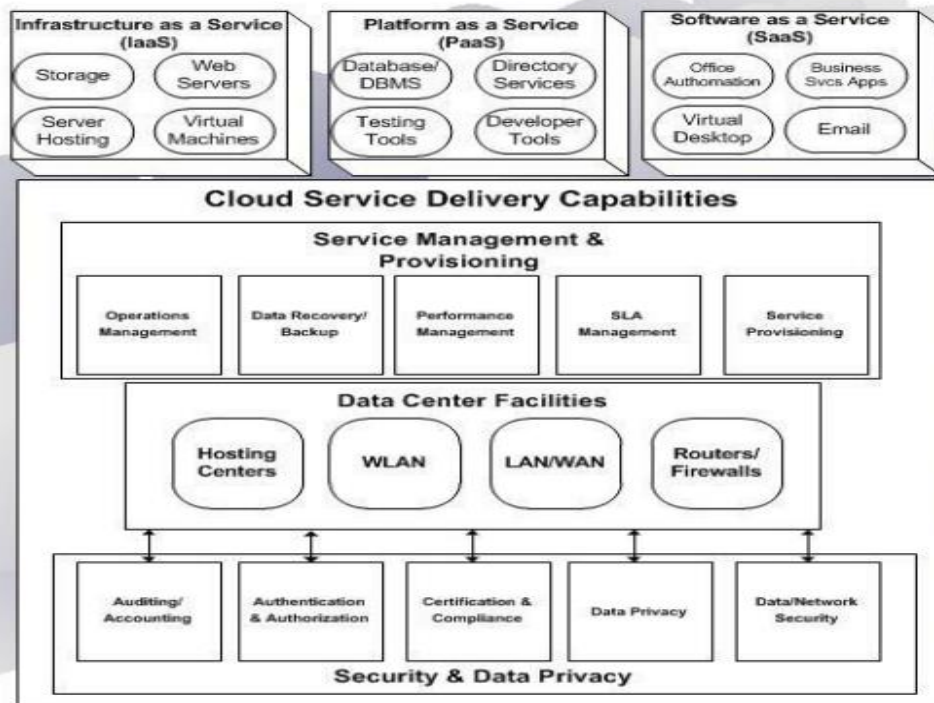 Infrastructure as a Service
(IaaS)
Storage
Web
Servers
Server
Hosting
Virtual
Machines
Platform as a Service
(PaaS)
Database/
DBMS
Directory
Services
Testing
Tools
Developer
Tools
Software as a Service
(SaaS)
Office
Authomation
Business
Svcs Apps
Virtual
Desktop
Email
Cloud Service Delivery Capabilities
Service Management &
Provisioning
Operations
Management
Data Recovery/
Backup
Performance
Management
SLA
Management
Service
Provisioning
Data Center Facilities
Hosting
Centers
WLAN
LAN/WAN
Routers/
Firewalls
Auditing/
Accounting
Authentication
& Authorization
Certification &
Compliance
Data Privacy
Data/Network
Security
Security & Data Privacy